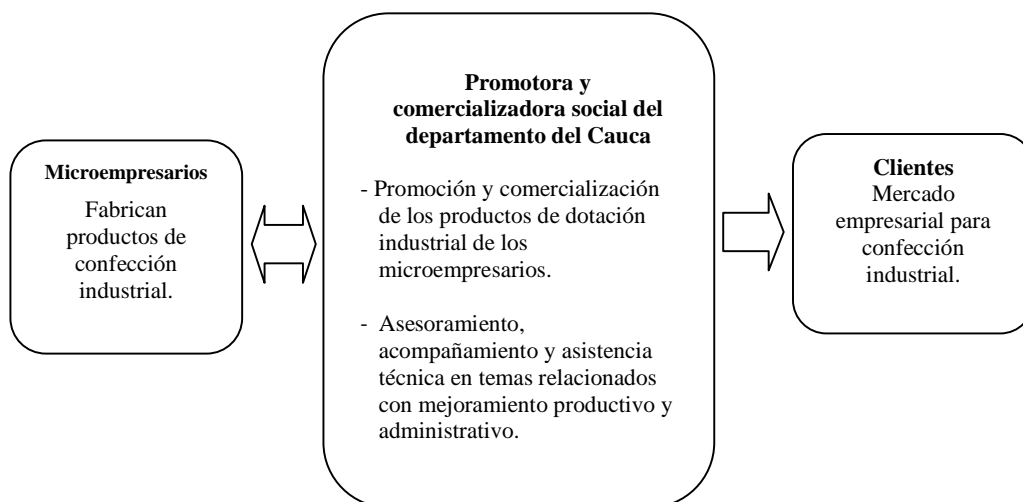 Microempresarios
Fabrican
productos de
confección
industrial.
Promotora y
comercializadora social del
departamento del Cauca
- Promoción y comercialización
de los productos de dotación
industrial de los
microempresarios.
- Asesoramiento,
acompañamiento y asistencia
técnica en temas relacionados
con mejoramiento productivo y
administrativo.
Clientes
Mercado
empresarial para
confección
industrial.